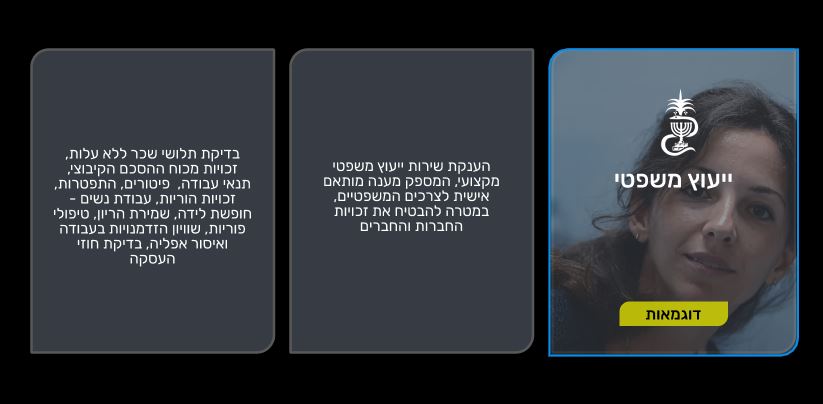 ייעוץ משפטי
דוגמאות
הענקת שירות ייעוץ משפטי
מקצועי, המספק מענה מותאם
אישית לצרכים המשפטיים,
במטרה להבטיח את זכויות
החברות והחברים
בדיקת תלושי שכר ללא עלות,
זכויות מכוח ההסכם הקיבוצי,
תנאי עבודה,  פיטורים, התפטרות,
זכויות הוריות, עבודת נשים -
חופשת לידה, שמירת הריון, טיפולי
פוריות, שוויון הזדמנויות בעבודה
ואיסור אפליה, בדיקת חוזי
העסקה